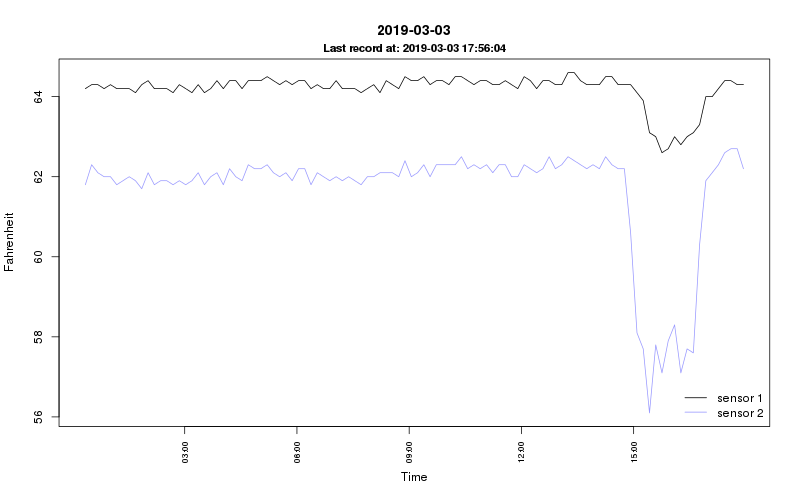 2019-03-03
Last record at: 2019-03-03 17:56:04
Fahrenheit
64
62
60
58
56
sensor 1
sensor 2
03:00
06:00
09:00
12:00
15:00
Time